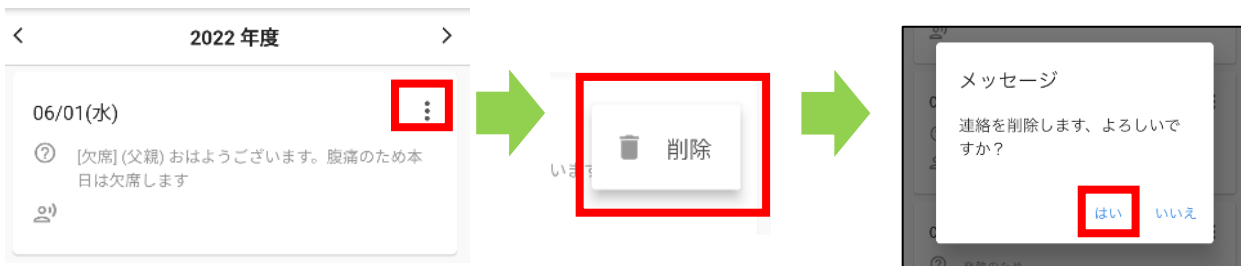 2022 年度
06/01(水)
[欠席] (父親) おはようございます。腹痛のため本
日は欠席します
削除
います
メッセージ
連絡を削除します、よろしいで
すか？
はい いいえ